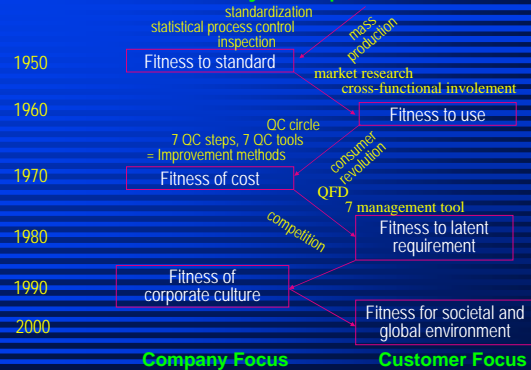 standardization
statistical process control
inspection
mass
production
1950
Fitness to standard
market research
cross-functional involement
1960
Fitness to use
QC circle
7 QC steps, 7 QC tools
= Improvement methods
consumer
revolution
1970
Fitness of cost
QFD
7 management tool
competition
1980
Fitness to latent
requirement
Fitness of
corporate culture
1990
Fitness for societal and
global environment
2000
Company Focus
Customer Focus